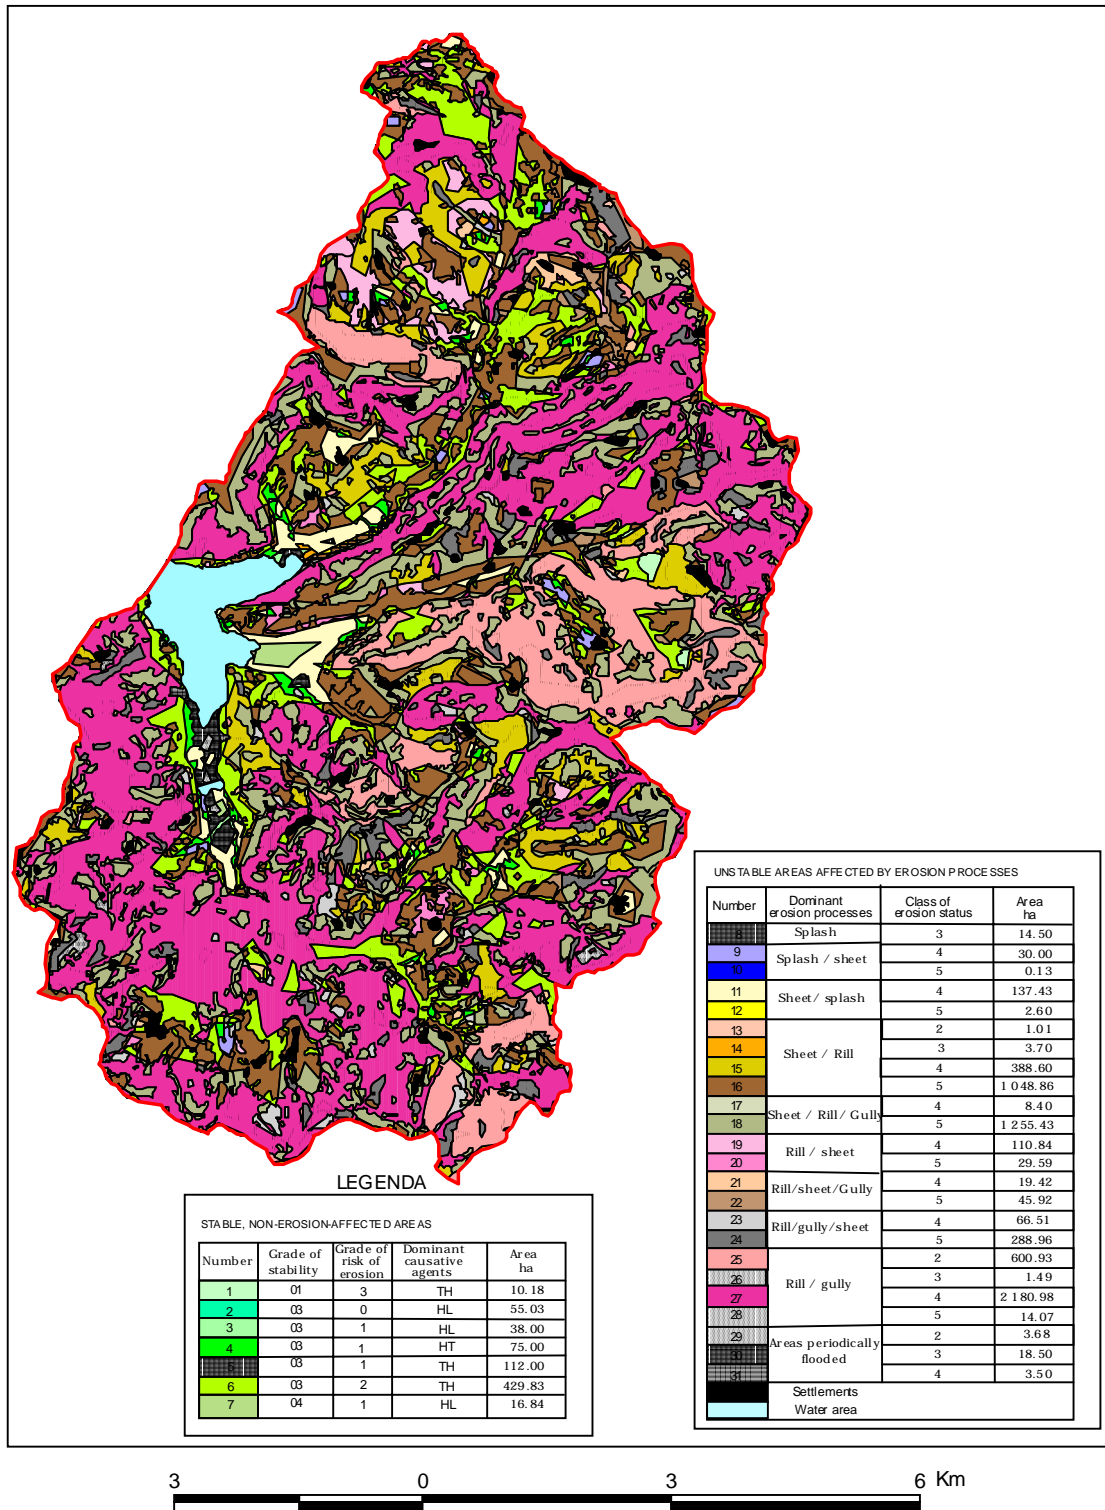 LEGENDA
STABLE, NON-EROSION-AFFECTED AREAS
Number Grade of stability Grade of risk of erosion Dominant causative agents Area ha
1 01 3 TH 10.18
2 03 0 HL 55.03
3 03 1 HL 38.00
4 03 1 HT 75.00
5 03 1 TH 112.00
6 03 2 TH 429.83
7 04 1 HL 16.84
UNSTABLE AREAS AFFECTED BY EROSION PROCESSES
Number Dominant erosion processes Class of erosion status Area ha
8 Splash 3 14.50
9 Splash / sheet 4 30.00
10 5 0.13
11 Sheet / splash 4 137.43
12 5 2.60
13 Sheet / Rill 2 1.01
14 3 3.70
15 4 388.60
16 5 1 048.86
17 Sheet / Rill / Gully 4 8.40
18 5 1 255.43
19 Rill / sheet 4 110.84
20 5 29.59
21 Rill/sheet/Gully 4 19.42
22 5 45.92
23 Rill/gully/sheet 4 66.51
24 5 288.96
25 Rill / gully 2 600.93
26 3 1.49
27 4 2 180.98
28 5 14.07
29 Areas periodically flooded 2 3.68
30 3 18.50
31 4 3.50
Settlements
Water area
3 0 3 6 Km